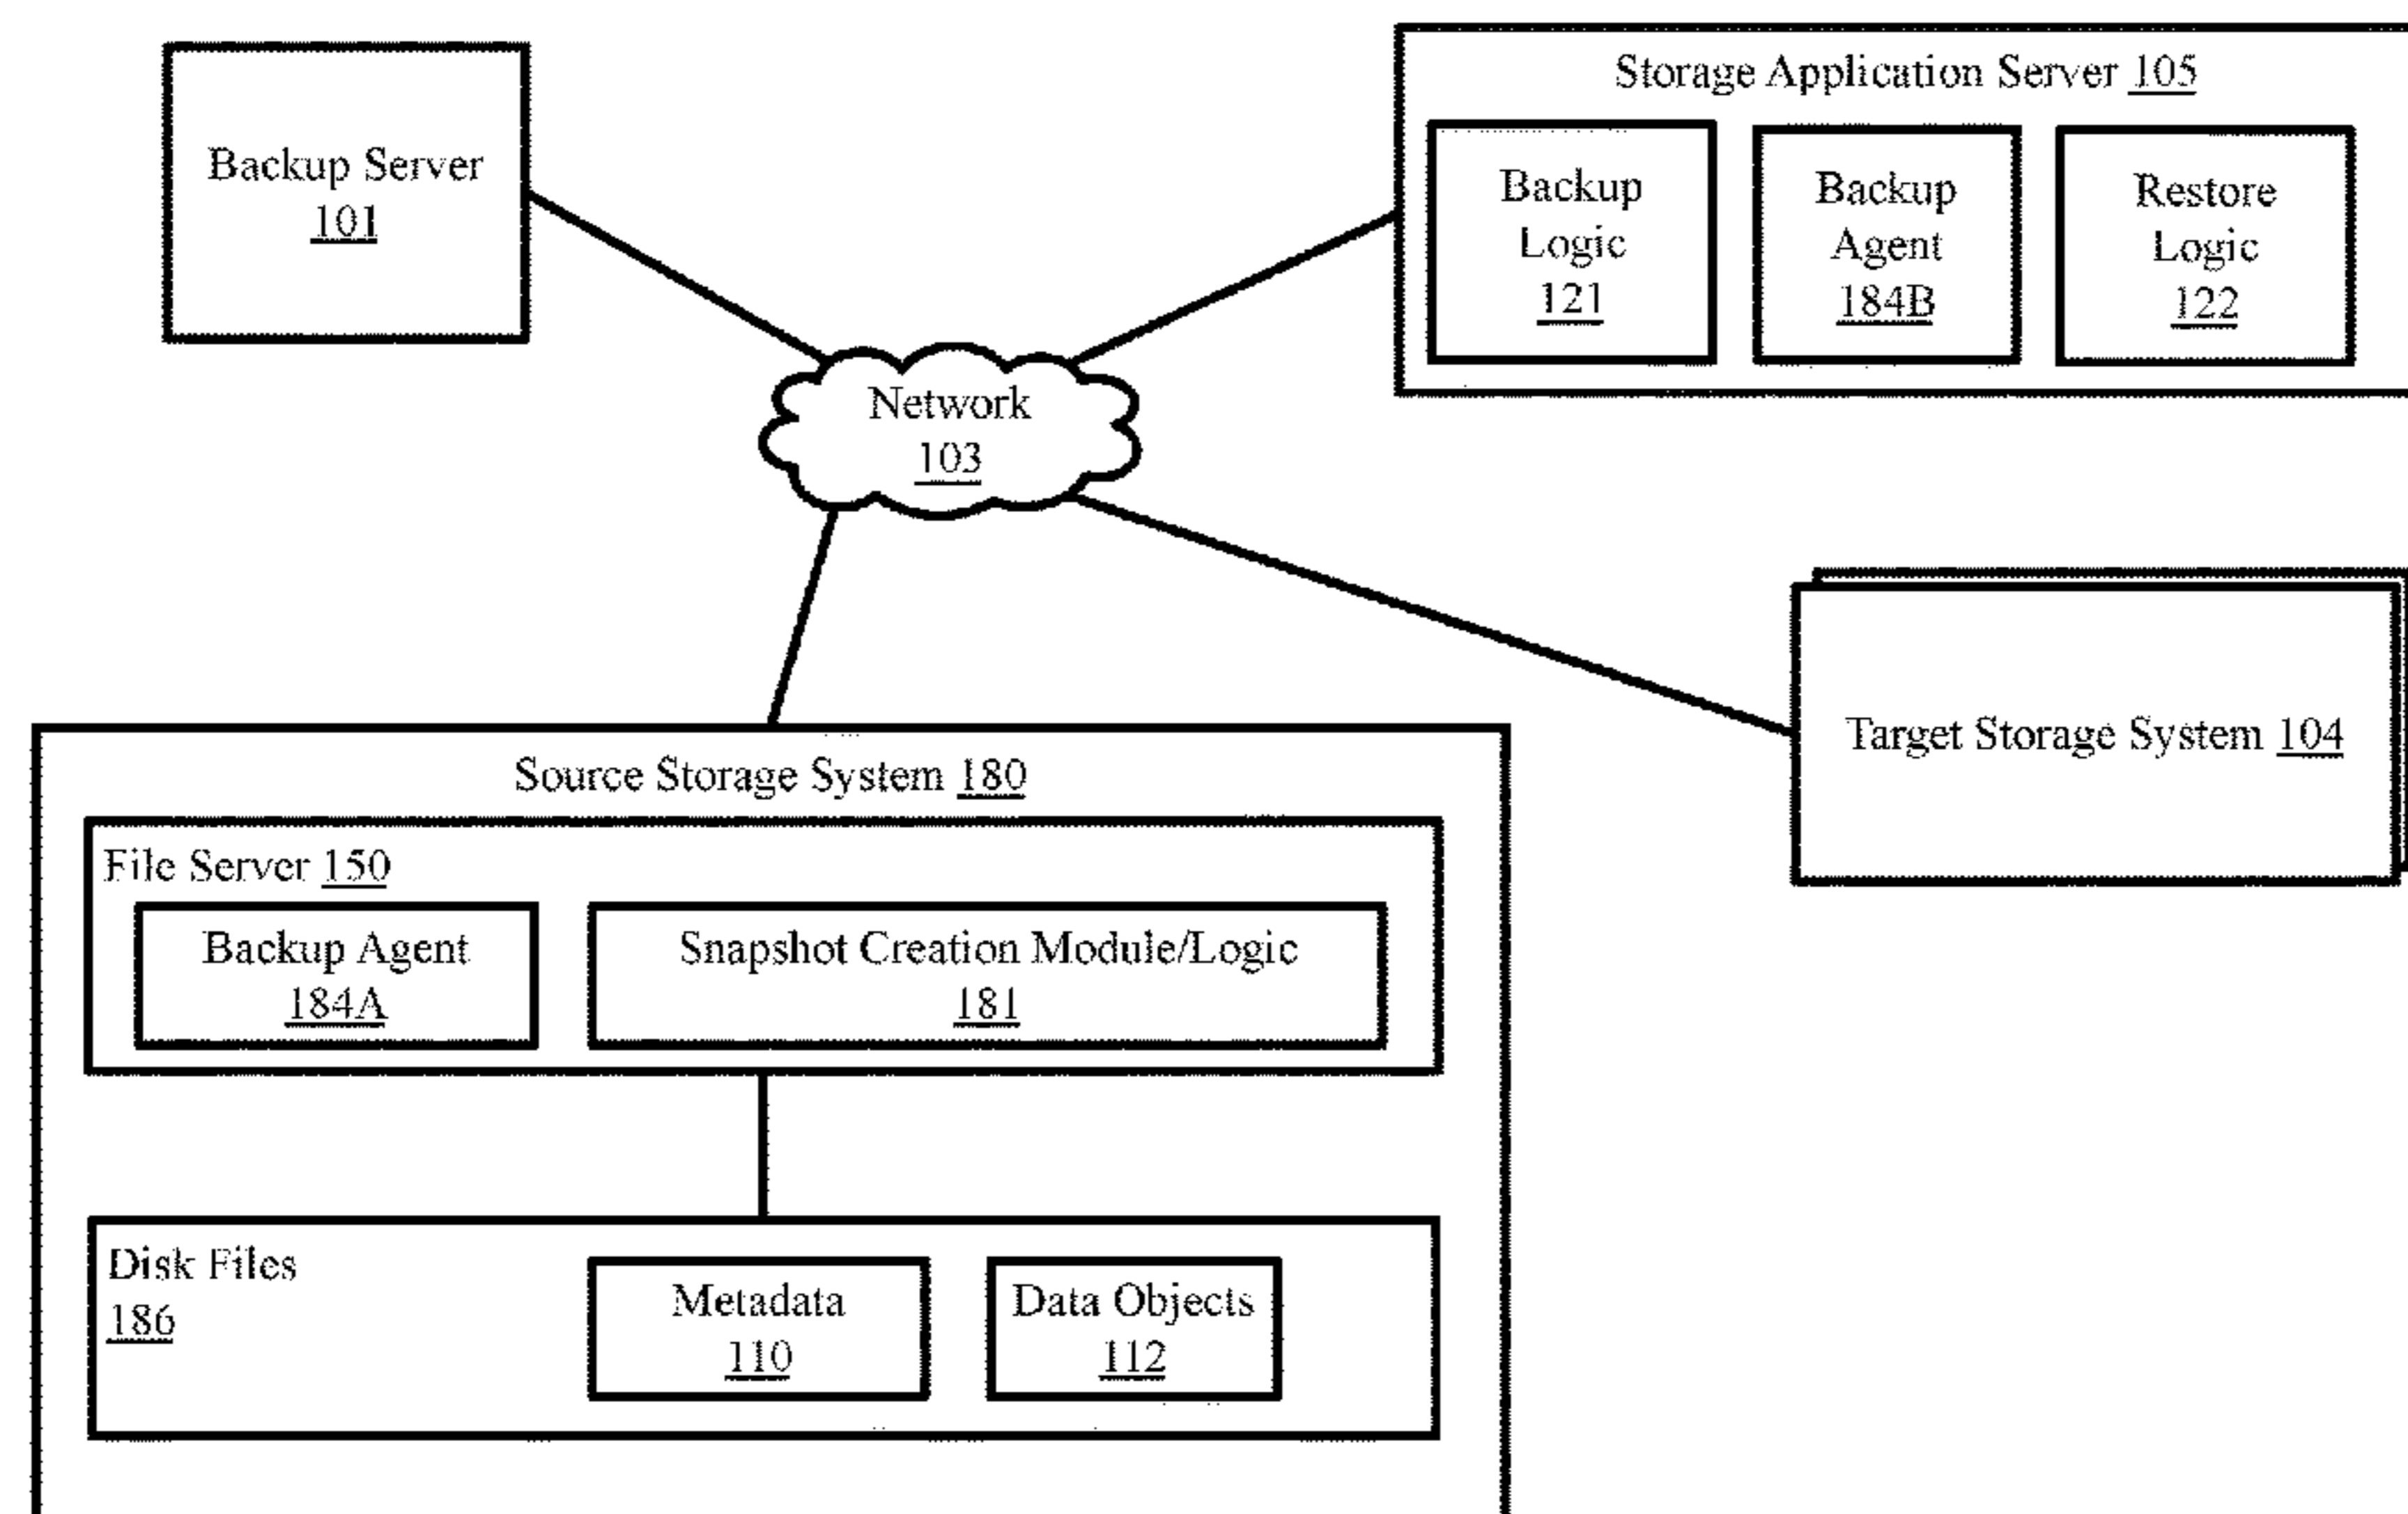 Backup Server
101
Storage Application Server 105
Backup
Logic
121
Backup
Agent
184B
Restore
Logic
122
Network
103
Target Storage System 104
Source Storage System 180
File Server 150
Backup Agent
184A
Snapshot Creation Module/Logic
181
Disk Files
186
Metadata
110
Data Objects
112